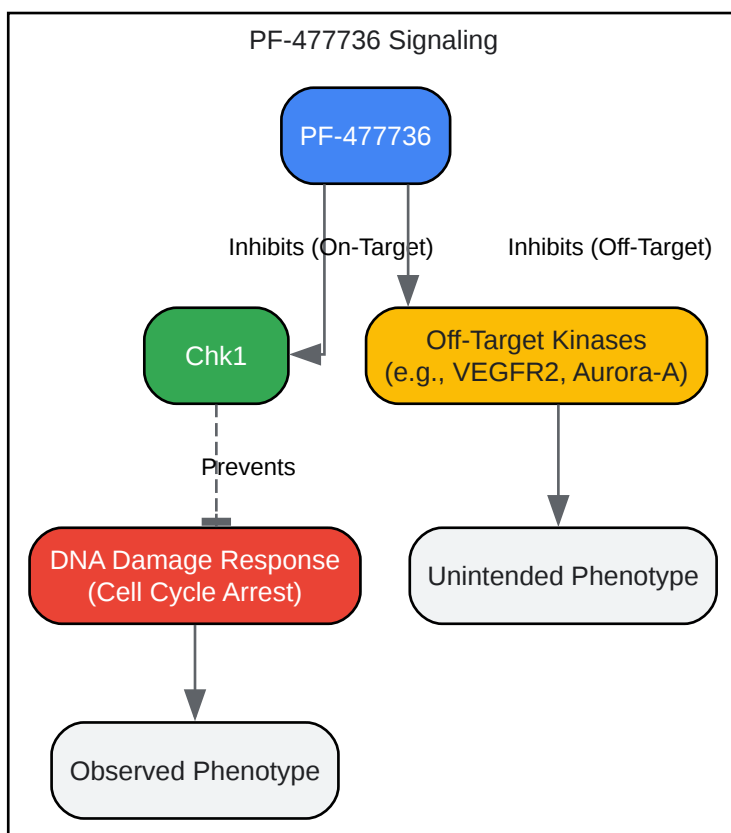 PF-477736 Signaling
PF-477736
Inhibits (On-Target)
Inhibits (Off-Target)
Chk1
Off-Target Kinases
(e.g., VEGFR2, Aurora-A)
Prevents
DNA Damage Response
(Cell Cycle Arrest)
Unintended Phenotype
Observed Phenotype